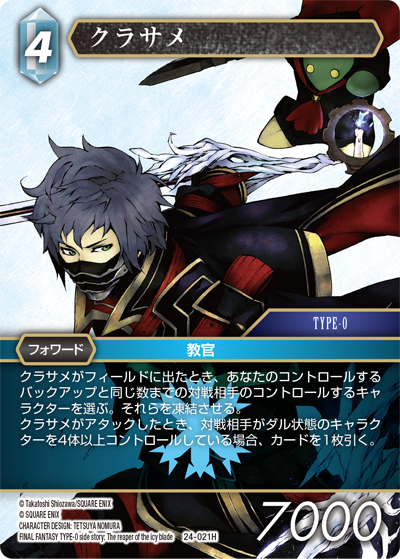 4
クラサメ
TYPE-0
フォワード
教官
クラサメがフィールドに出たとき、あなたのコントロールする
バックアップと同じ数までの対戦相手のコントロールするキャ
ラクターを選ぶ。それらを凍結させる。
クラサメがアタックしたとき、対戦相手がダル状態のキャラク
ターを4体以上コントロールしている場合、カードを1枚引く。
© Takatoshi Shiozawa/SQUARE ENIX
© SQUARE ENIX
CHARACTER DESIGN: TETSUYA NOMURA
FINAL FANTASY TYPE-0 side story: The reaper of the icy blade
24-021H
7000